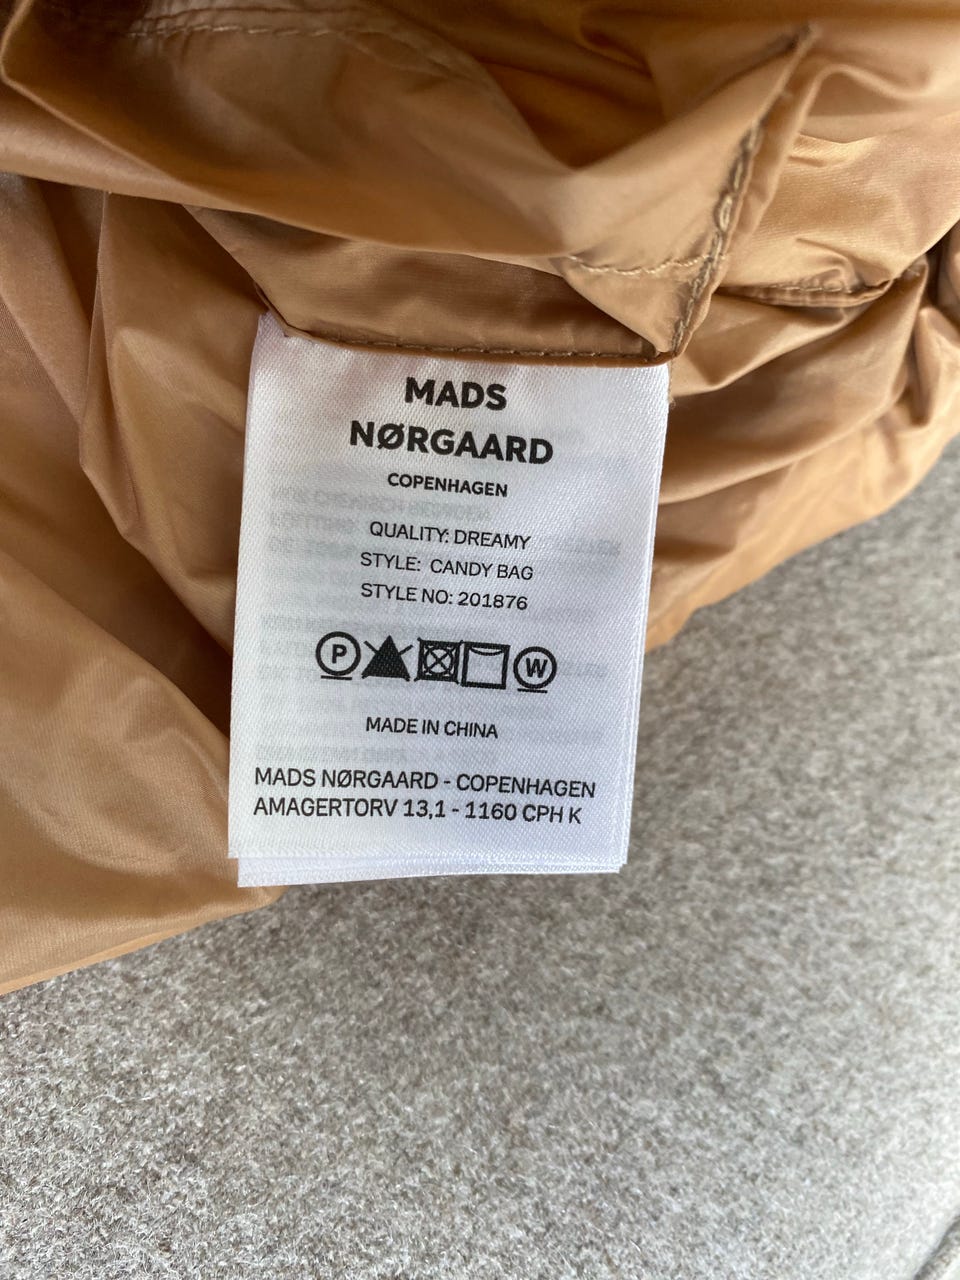 MADS
NØRGAARD
COPENHAGEN
QUALITY: DREAMY
STYLE: CANDY BAG
STYLE NO: 201876
P W
MADE IN CHINA
MADS NØRGAARD - COPENHAGEN
AMAGERTORV 13,1 - 1160 CPH K